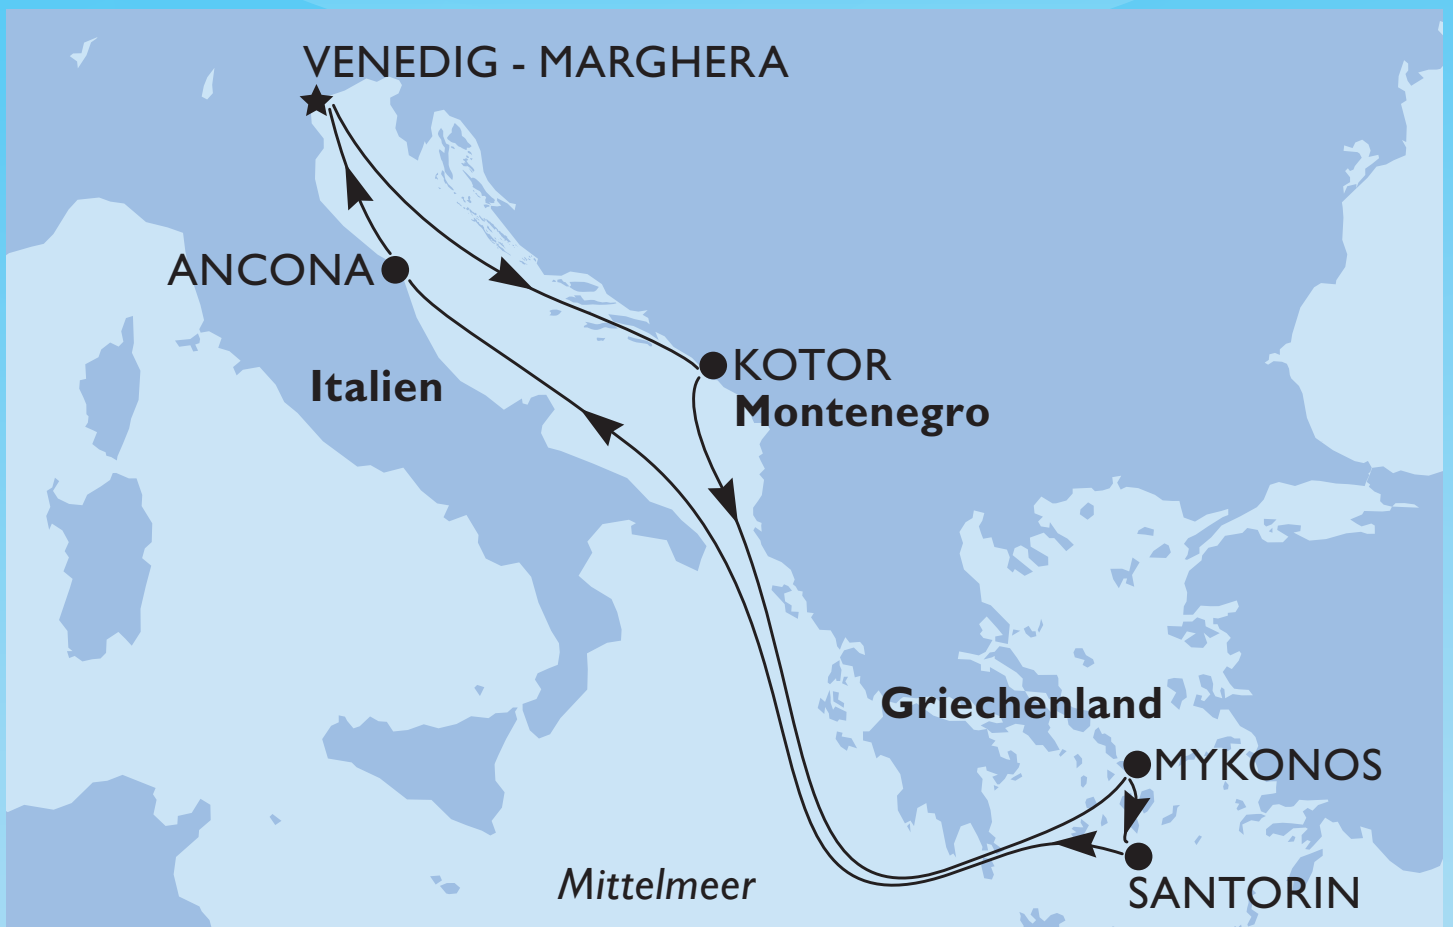 VENEDIG - MARGHERA
ANCONA
Italien
KOTOR
Montenegro
Griechenland
MYKONOS
SANTORIN
Mittelmeer